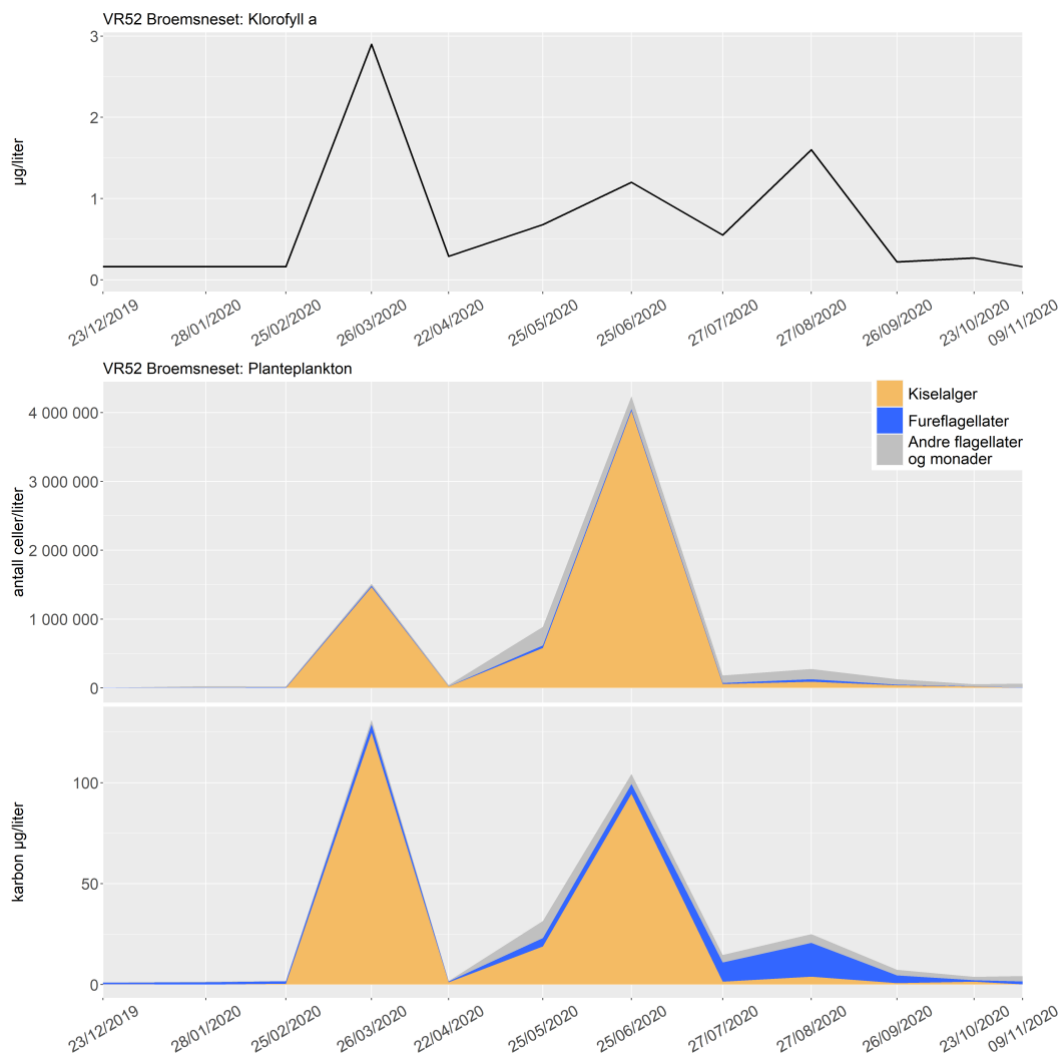 VR52 Broemsneset: Klorofyll a
3
2
1
0
µg/liter
23/12/2019
28/01/2020
25/02/2020
26/03/2020
22/04/2020
25/05/2020
25/06/2020
27/07/2020
27/08/2020
26/09/2020
23/10/2020
09/11/2020
VR52 Broemsneset: Planteplankton
Kiselalger
Fureflagellater
Andre flagellater
og monader
4 000 000
3 000 000
2 000 000
1 000 000
0
antall celler/liter
100
50
0
karbon µg/liter
23/12/2019
28/01/2020
25/02/2020
26/03/2020
22/04/2020
25/05/2020
25/06/2020
27/07/2020
27/08/2020
26/09/2020
23/10/2020
09/11/2020